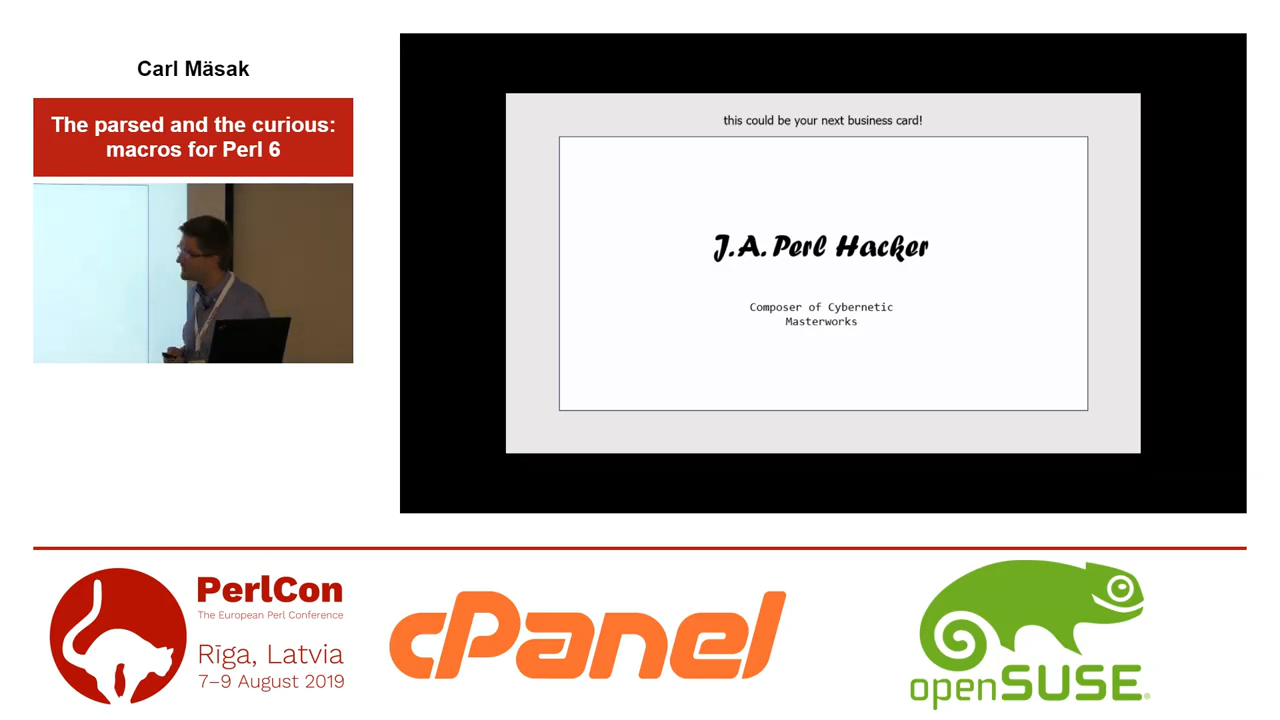 Carl Mäsak
The parsed and the curious:
macros for Perl 6
this could be your next business card!
J.A. Perl Hacker
Composer of Cybernetic
Masterworks
PerlCon
The European Perl Conference
Rīga, Latvia
7–9 August 2019
cPanel
openSUSE®